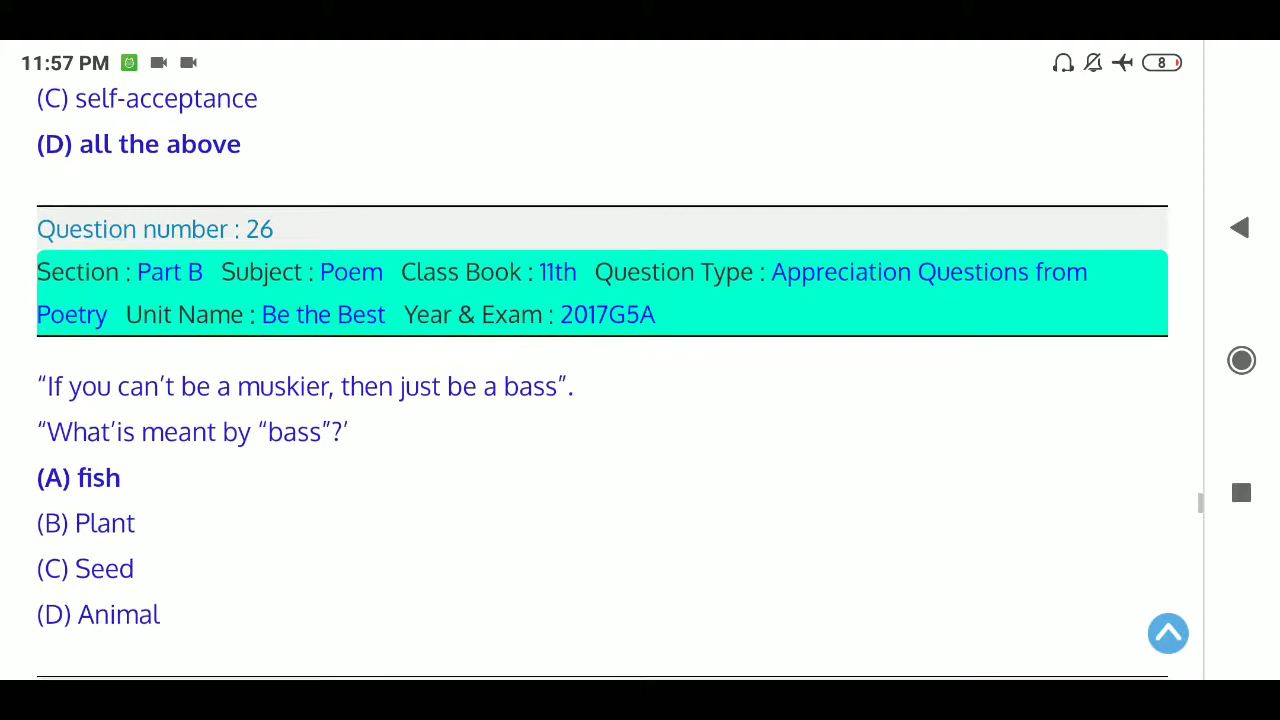 11:57 PM 8
(C) self-acceptance
(D) all the above
Question number : 26
Section : Part B Subject : Poem Class Book : 11th Question Type : Appreciation Questions from
Poetry Unit Name : Be the Best Year & Exam : 2017G5A
“If you can’t be a muskier, then just be a bass”.
“What’is meant by “bass”?’
(A) fish
(B) Plant
(C) Seed
(D) Animal